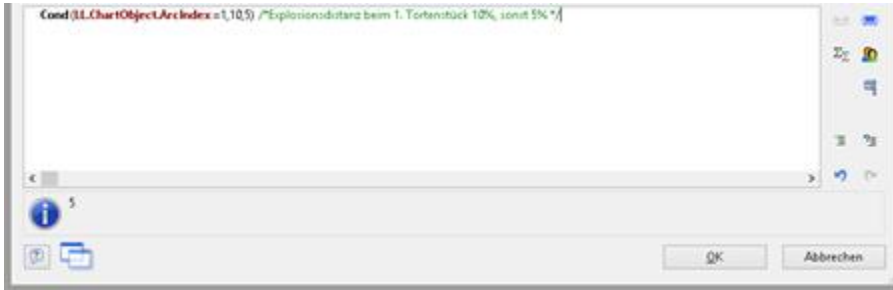 Cond(LL.ChartObject.ArcIndex=1,10,5) /*Explosionsdistanz beim 1. Tortenstück 10%, sonst 5% */
5
OK
Abbrechen